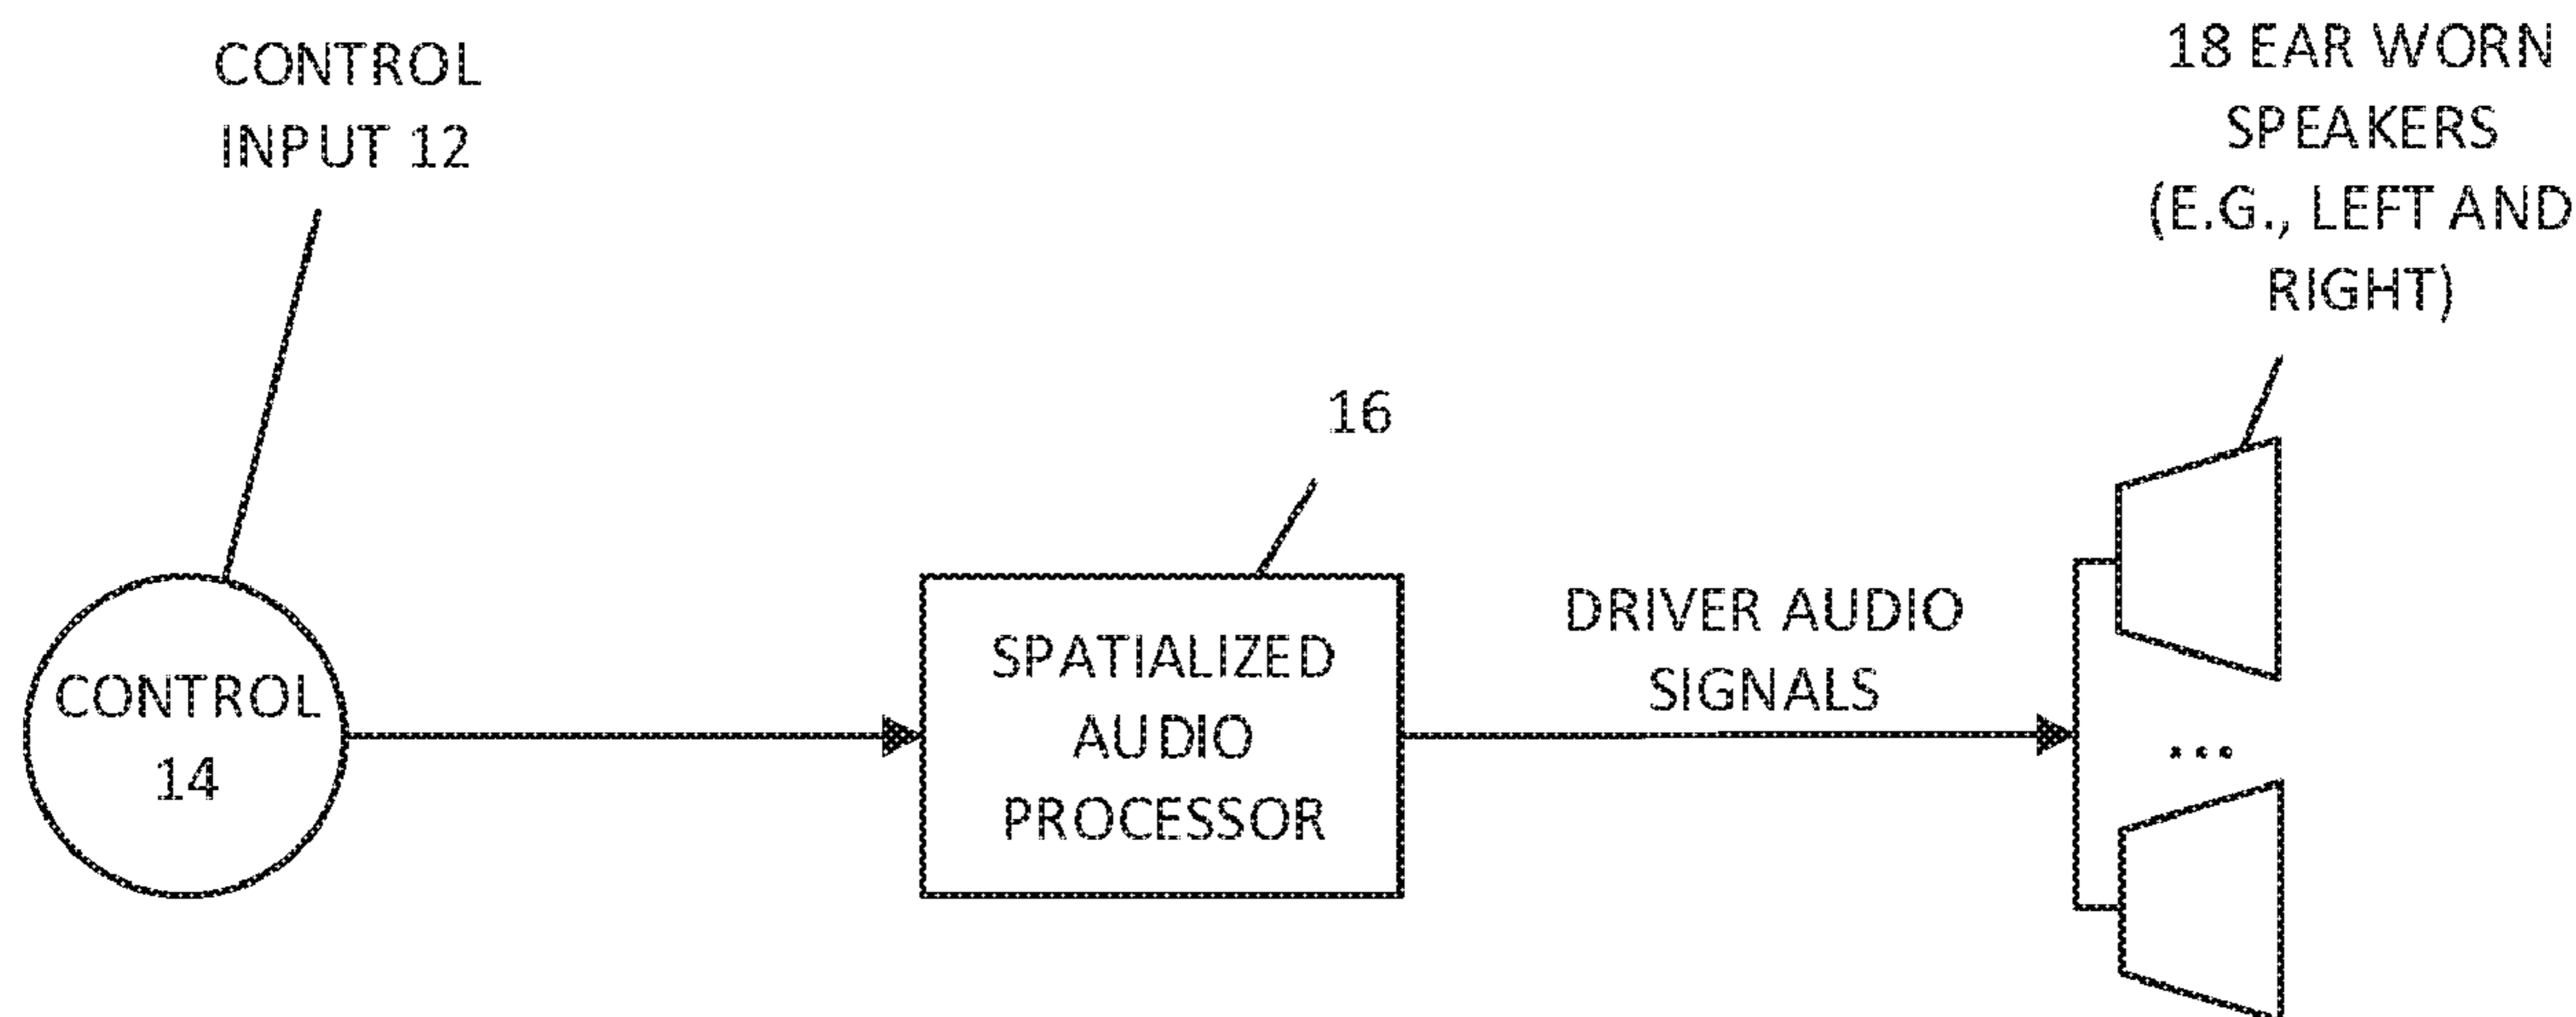 CONTROL
INPUT 12
18 EAR WORN
SPEAKERS
(E.G., LEFT AND
RIGHT)
16
DRIVER AUDIO
SIGNALS
SPATIALIZED
AUDIO
PROCESSOR
CONTROL
14
...